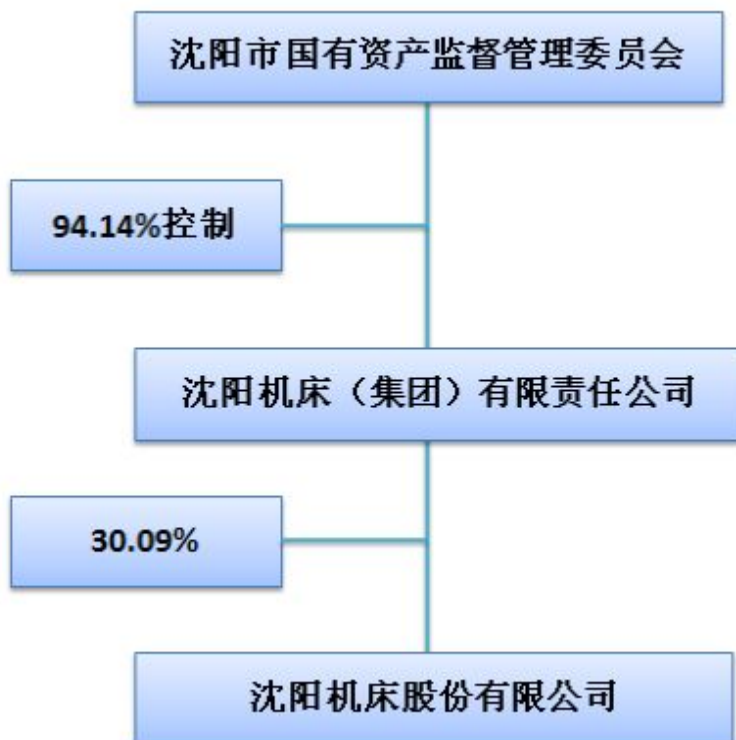 沈阳市国有资产监督管理委员会
94.14%控制
沈阳机床（集团）有限责任公司
30.09%
沈阳机床股份有限公司